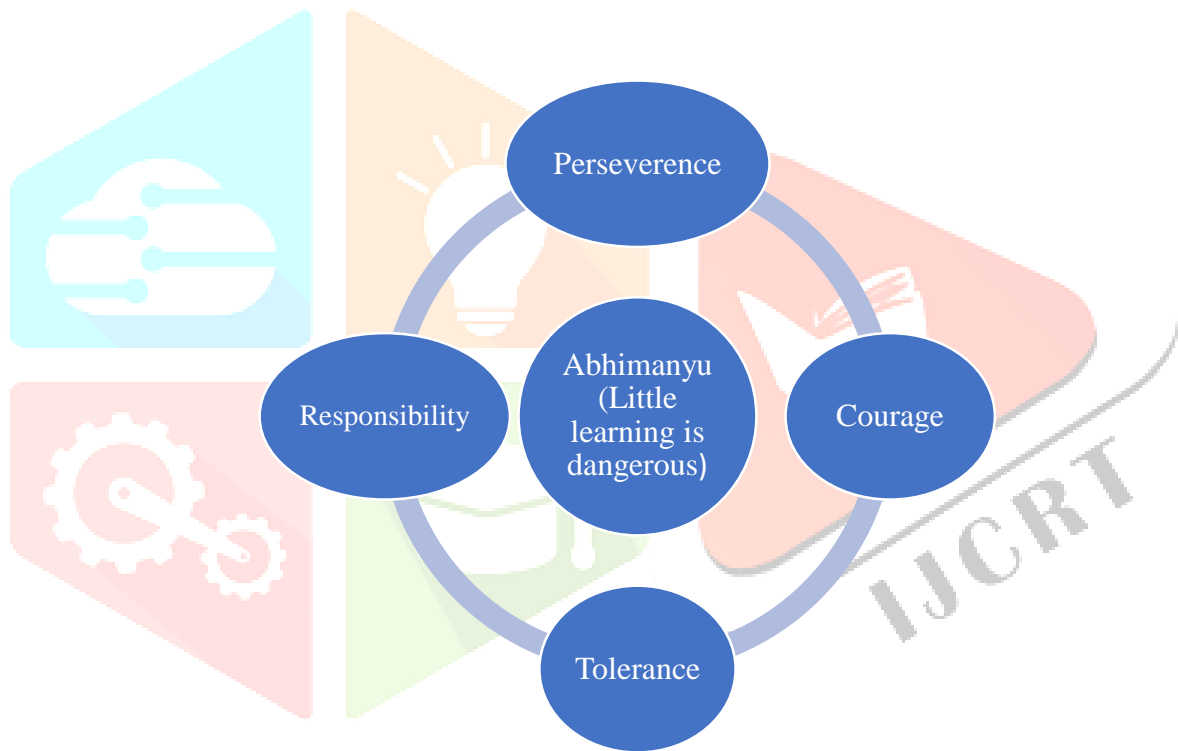 Perseverence
Abhimanyu
(Little
learning is
dangerous)
Responsibility
Courage
Tolerance
IJCRT